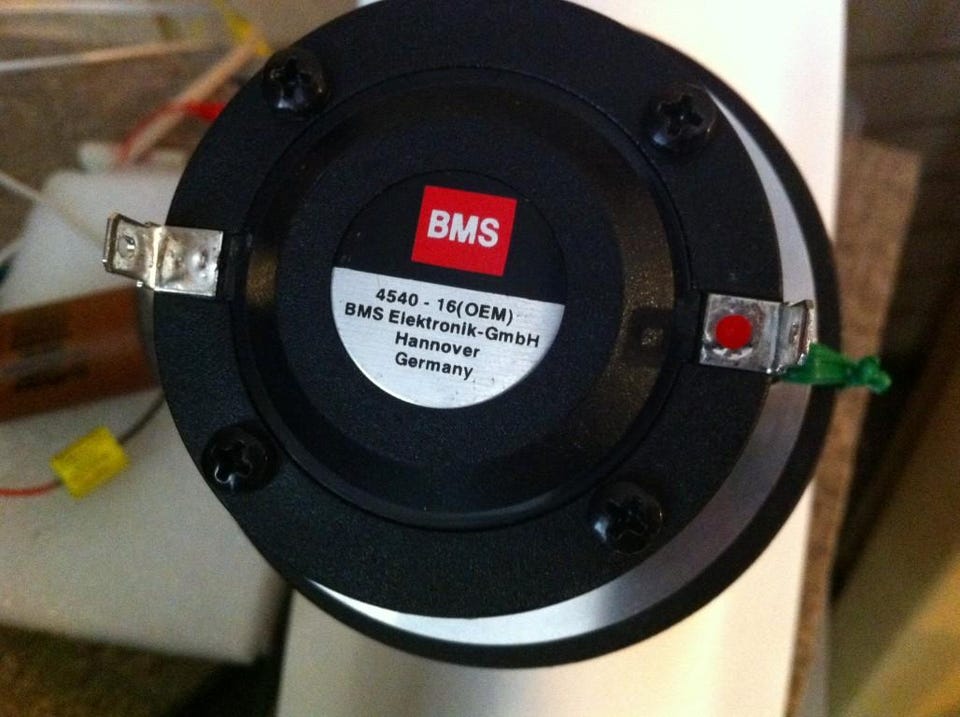 BMS
4540 - 16(OEM)
BMS Elektronik-GmbH
Hannover
Germany